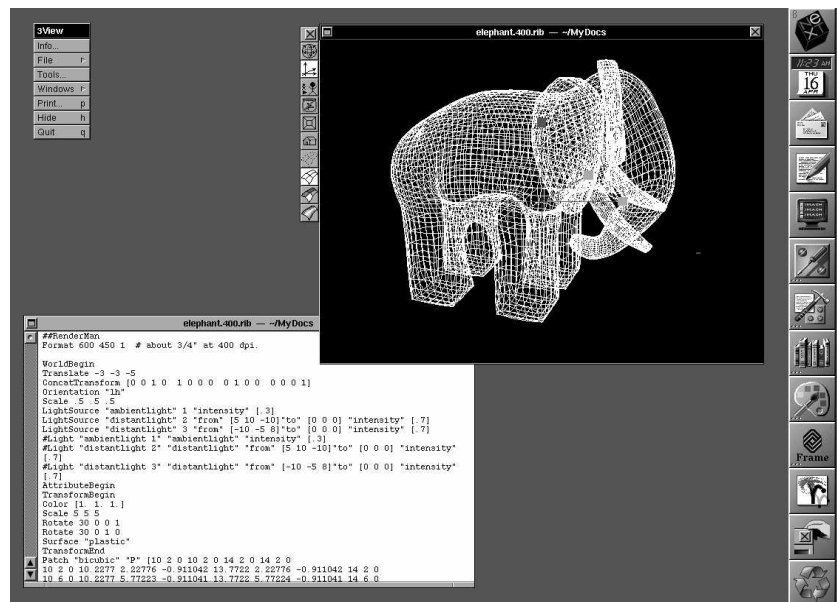 3View
Info...
File
Tools...
Windows
Print... p
Hide h
Quit q
elephant.400.rib — ~/MyDocs
11:23 AM
THU
16
APR
Frame
elephant.400.rib — ~/MyDocs
##RenderMan
Format 600 450 1 # about 3/4" at 400 dpi.
WorldBegin
Translate -3 -3 -5
ConcatTransform [0 0 1 0 1 0 0 0 0 1 0 0 0 0 0 1]
Orientation "lh"
Scale .5 .5 .5
LightSource "ambientlight" 1 "intensity" [.3]
LightSource "distantlight" 2 "from" [5 10 -10]"to" [0 0 0] "intensity" [.7]
LightSource "distantlight" 3 "from" [-10 -5 8]"to" [0 0 0] "intensity" [.7]
#Light "ambientlight 1" "ambientlight" "intensity" [.3]
#Light "distantlight 2" "distantlight" "from" [5 10 -10]"to" [0 0 0] "intensity"
[.7]
#Light "distantlight 3" "distantlight" "from" [-10 -5 8]"to" [0 0 0] "intensity"
[.7]
AttributeBegin
TransformBegin
Color [1. 1. 1.]
Scale 5 5 5
Rotate 30 0 0 1
Rotate 30 0 1 0
Surface "plastic"
TransformEnd
Patch "bicubic" "P" [10 2 0 10 2 0 14 2 0 14 2 0
10 2 0 10.2277 2.22776 -0.911042 13.7722 2.22776 -0.911042 14 2 0
10 6 0 10.2277 5.77223 -0.911041 13.7722 5.77224 -0.911041 14 6 0